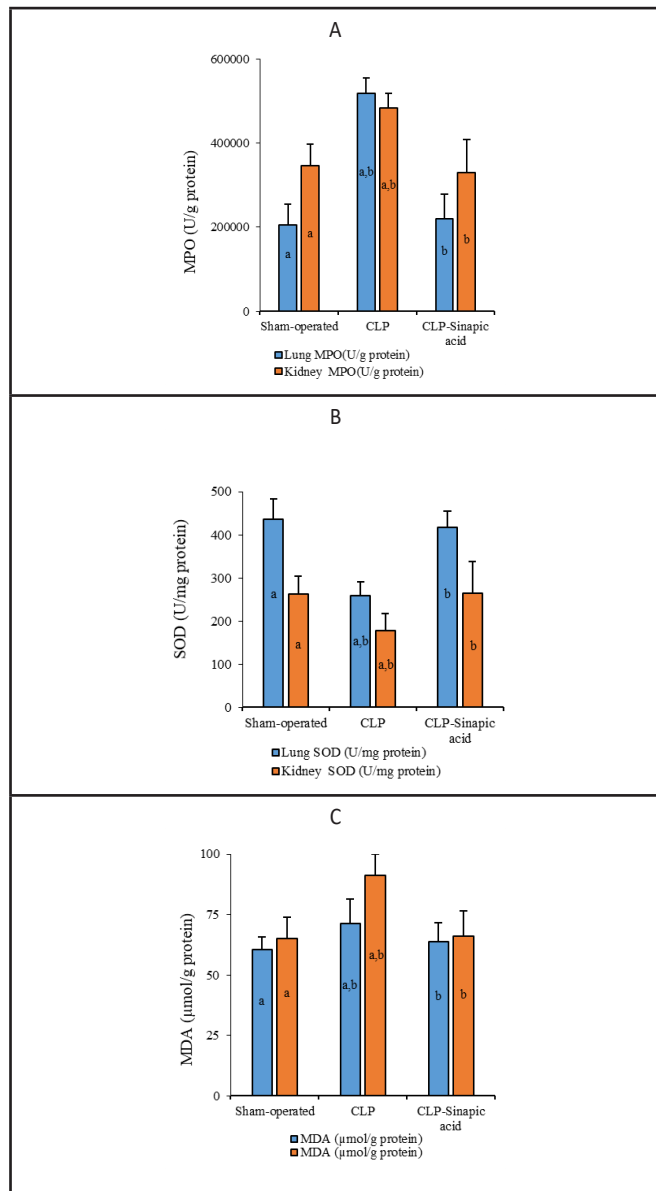 A
600000
400000
200000
0
MPO (U/g protein)
a
a
a,b
a,b
b
b
Sham-operated
CLP
CLP-Sinapic
acid
Lung MPO(U/g protein)
Kidney MPO(U/g protein)
B
500
400
300
200
100
0
SOD (U/mg protein)
a
a
a,b
a,b
b
b
Sham-operated
CLP
CLP-Sinapic
acid
Lung SOD (U/mg protein)
Kidney SOD (U/mg protein)
C
100
75
50
25
0
MDA (µmol/g protein)
a
a
a,b
a,b
b
b
Sham-operated
CLP
CLP-Sinapic
acid
MDA (µmol/g protein)
MDA (µmol/g protein)